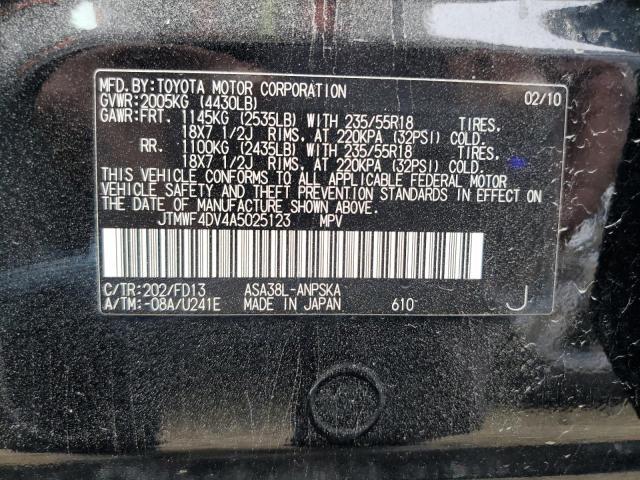 MFD. BY: TOYOTA MOTOR CORPORATION 02/10
GVWR: 2005KG (4430LB)
GAWR: FRT. 1145KG (2535LB) WITH 235/55R18 TIRES.
18X7 1/2J RIMS. AT 220KPA (32PSI) COLD.
RR. 1100KG (2435LB) WITH 235/55R18 TIRES.
18X7 1/2J RIMS. AT 220KPA (32PSI) COLD.
THIS VEHICLE CONFORMS TO ALL APPLICABLE FEDERAL MOTOR
VEHICLE SAFETY AND THEFT PREVENTION STANDARDS IN EFFECT ON
THE DATE OF MANUFACTURE SHOWN ABOVE.
JTMWF4DV4A5025123 MPV
C/TR: 202/FD13 ASA38L-ANPSKA
A/TM: -08A/U241E MADE IN JAPAN 610 J